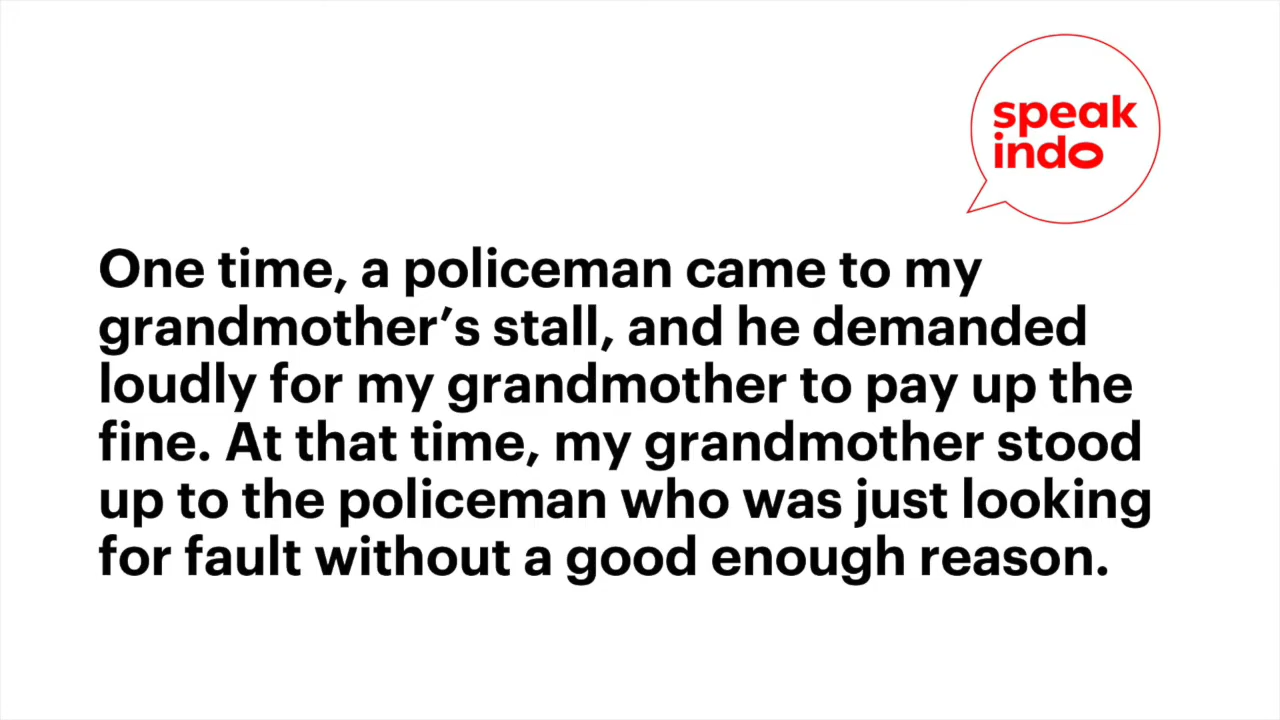 speak
indo
One time, a policeman came to my
grandmother’s stall, and he demanded
loudly for my grandmother to pay up the
fine. At that time, my grandmother stood
up to the policeman who was just looking
for fault without a good enough reason.